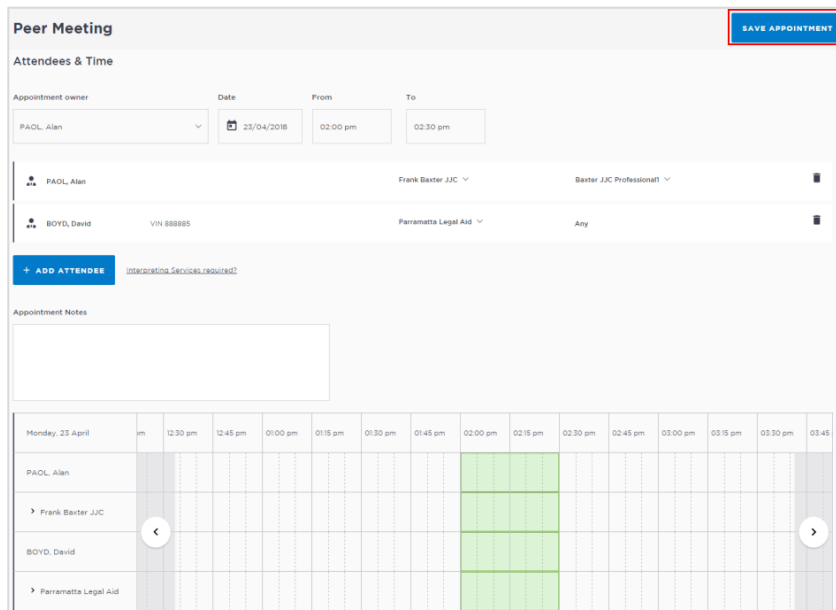 Peer Meeting
SAVE APPOINTMENT
Attendees & Time
Appointment owner Date From To
PAOL, Alan 23/04/2018 02:00 pm 02:30 pm
PAOL, Alan Frank Baxter JJC Baxter JJC Professional1
BOYD, David VIN 888885 Parramatta Legal Aid Any
+ ADD ATTENDEE Interpreting Services required?
Appointment Notes
Monday, 23 April pm 12:30 pm 12:45 pm 01:00 pm 01:15 pm 01:30 pm 01:45 pm 02:00 pm 02:15 pm 02:30 pm 02:45 pm 03:00 pm 03:15 pm 03:30 pm 03:45
PAOL, Alan
Frank Baxter JJC
BOYD, David
Parramatta Legal Aid